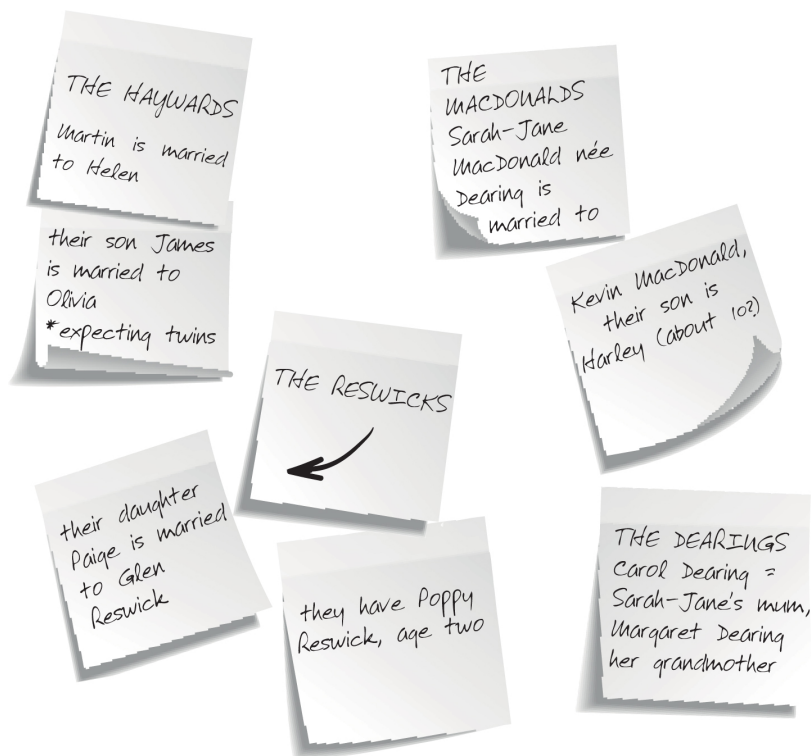 THE HAYWARDS
Martin is married
to Helen
their son James
is married to
Olivia
*expecting twins
THE RESWICKS
their daughter
Paige is married
to Glen
Reswick
they have Poppy
Reswick, age two
THE
MACDONALDS
Sarah-Jane
MacDonald née
Dearing is
married to
Kevin MacDonald,
their son is
Harley (about 10?)
THE DEARINGS
Carol Dearing =
Sarah-Jane's mum,
Margaret Dearing
her grandmother